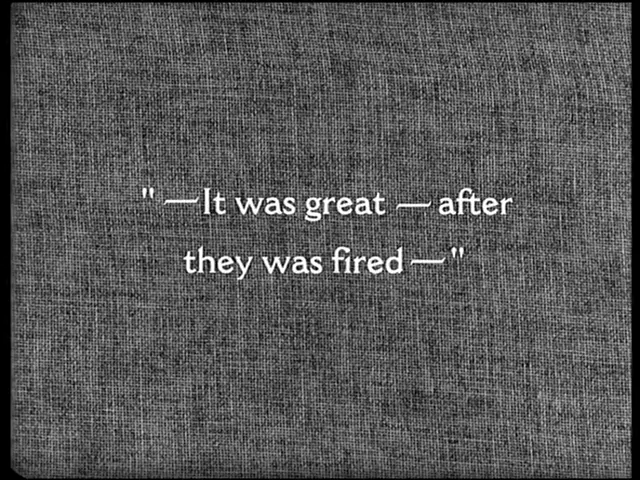 "—It was great — after
they was fired —"